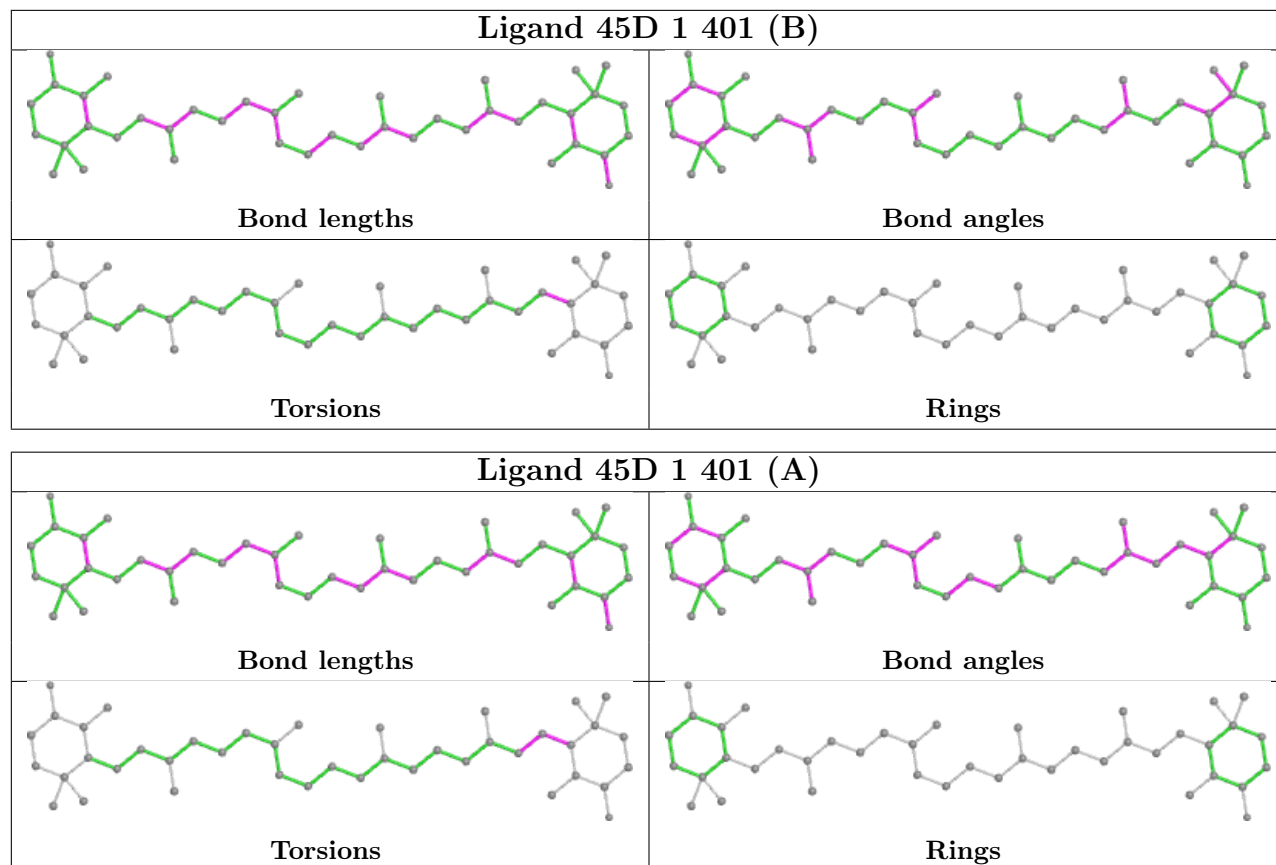 Ligand 45D 1 401 (B)
Bond lengths
Bond angles
Torsions
Rings
Ligand 45D 1 401 (A)
Bond lengths
Bond angles
Torsions
Rings